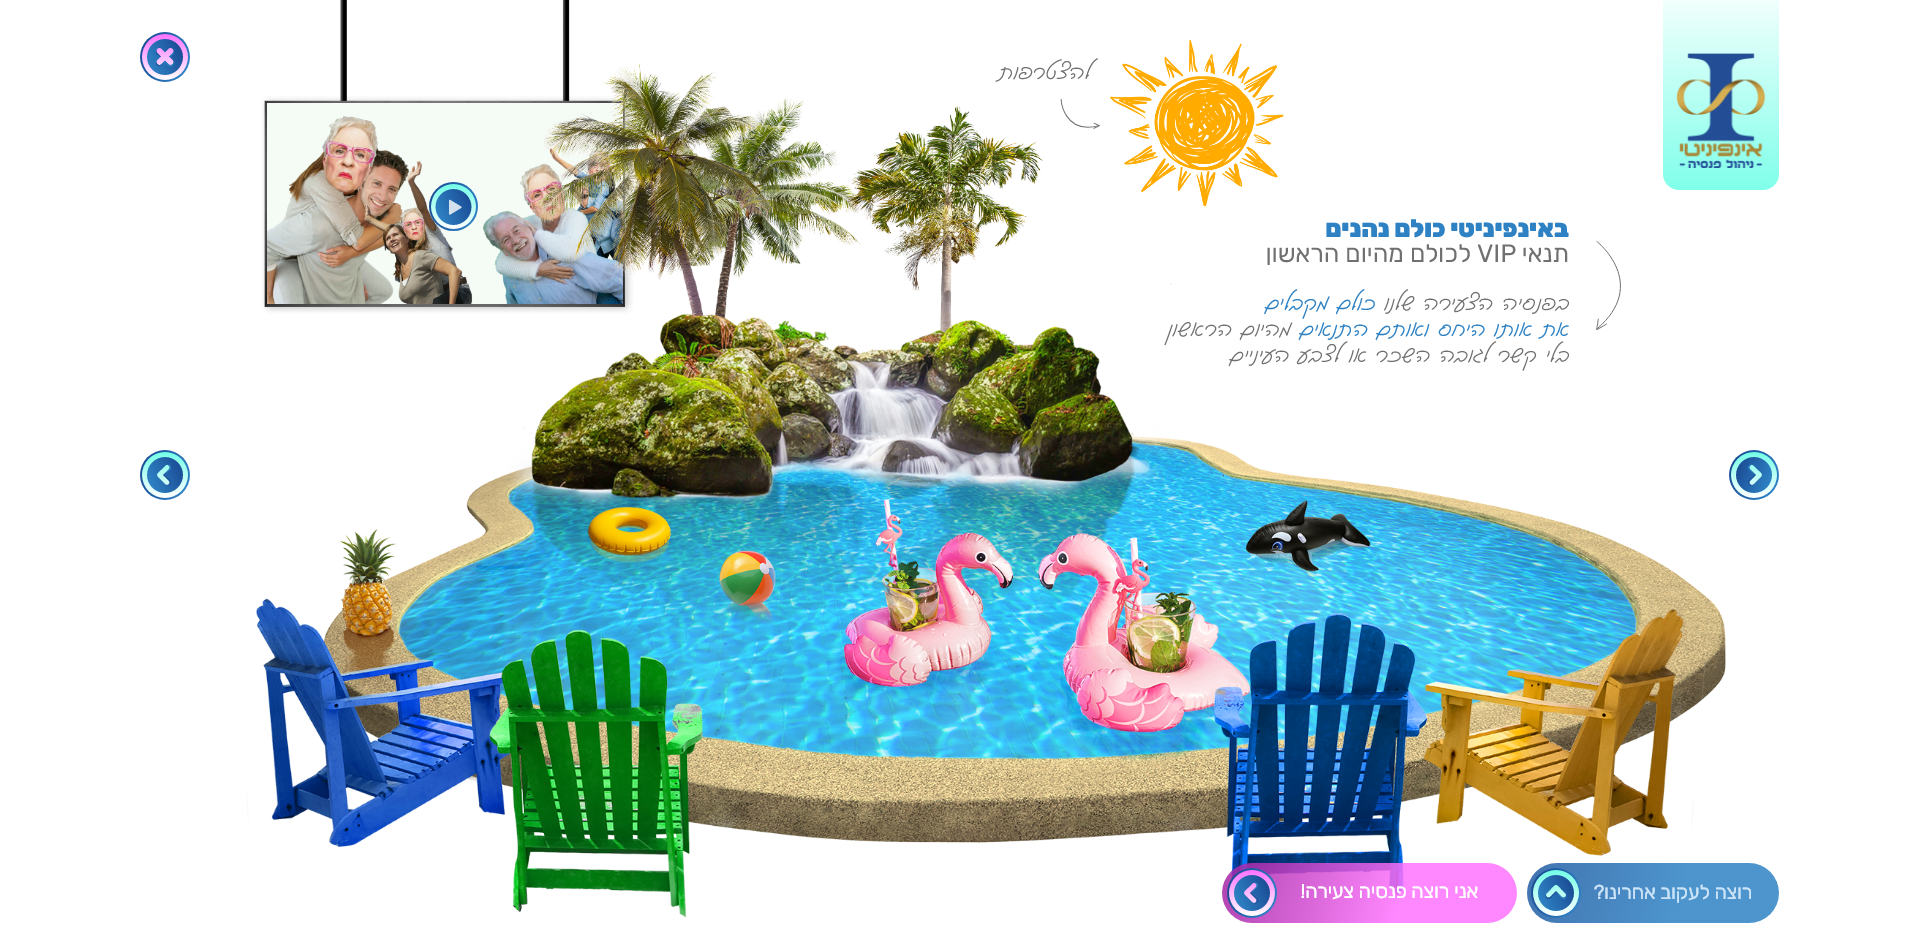 להצטרפות
אינפיניטי
- ניהול פנסיה -
באינפיניטי כולם נהנים
תנאי VIP לכולם מהיום הראשון
בפנסיה הצעירה שלנו כולם מקבלים
את אותו היחס ואותם התנאים מהיום הראשון
בלי קשר לגובה השכר או לצבע העיניים
רוצה לעקוב אחרינו?
אני רוצה פנסיה צעירה!